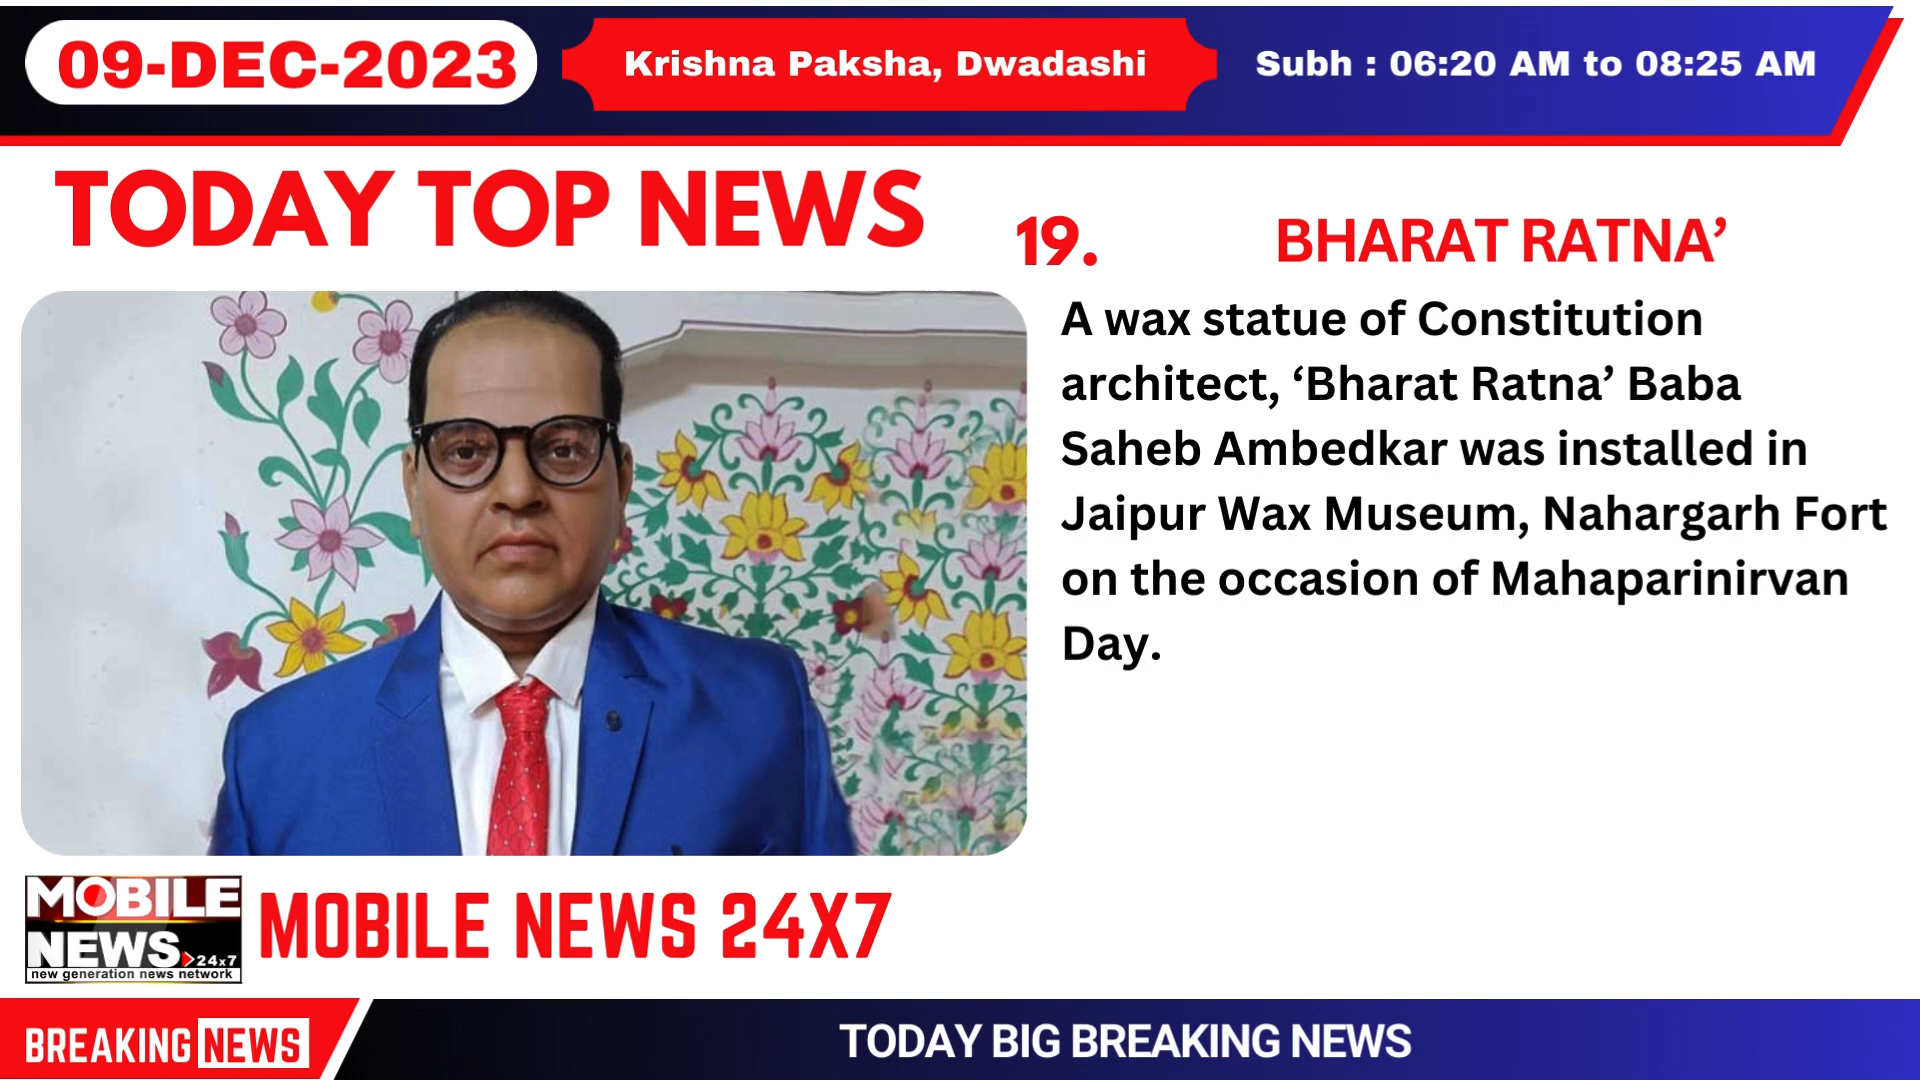 09-DEC-2023
Krishna Paksha, Dwadashi
Subh : 06:20 AM to 08:25 AM
TODAY TOP NEWS
19.
BHARAT RATNA’
A wax statue of Constitution
architect, ‘Bharat Ratna’ Baba
Saheb Ambedkar was installed in
Jaipur Wax Museum, Nahargarh Fort
on the occasion of Mahaparinirvan
Day.
MOBILE
NEWS 24x7
new generation news network
MOBILE NEWS 24X7
BREAKING NEWS
TODAY BIG BREAKING NEWS